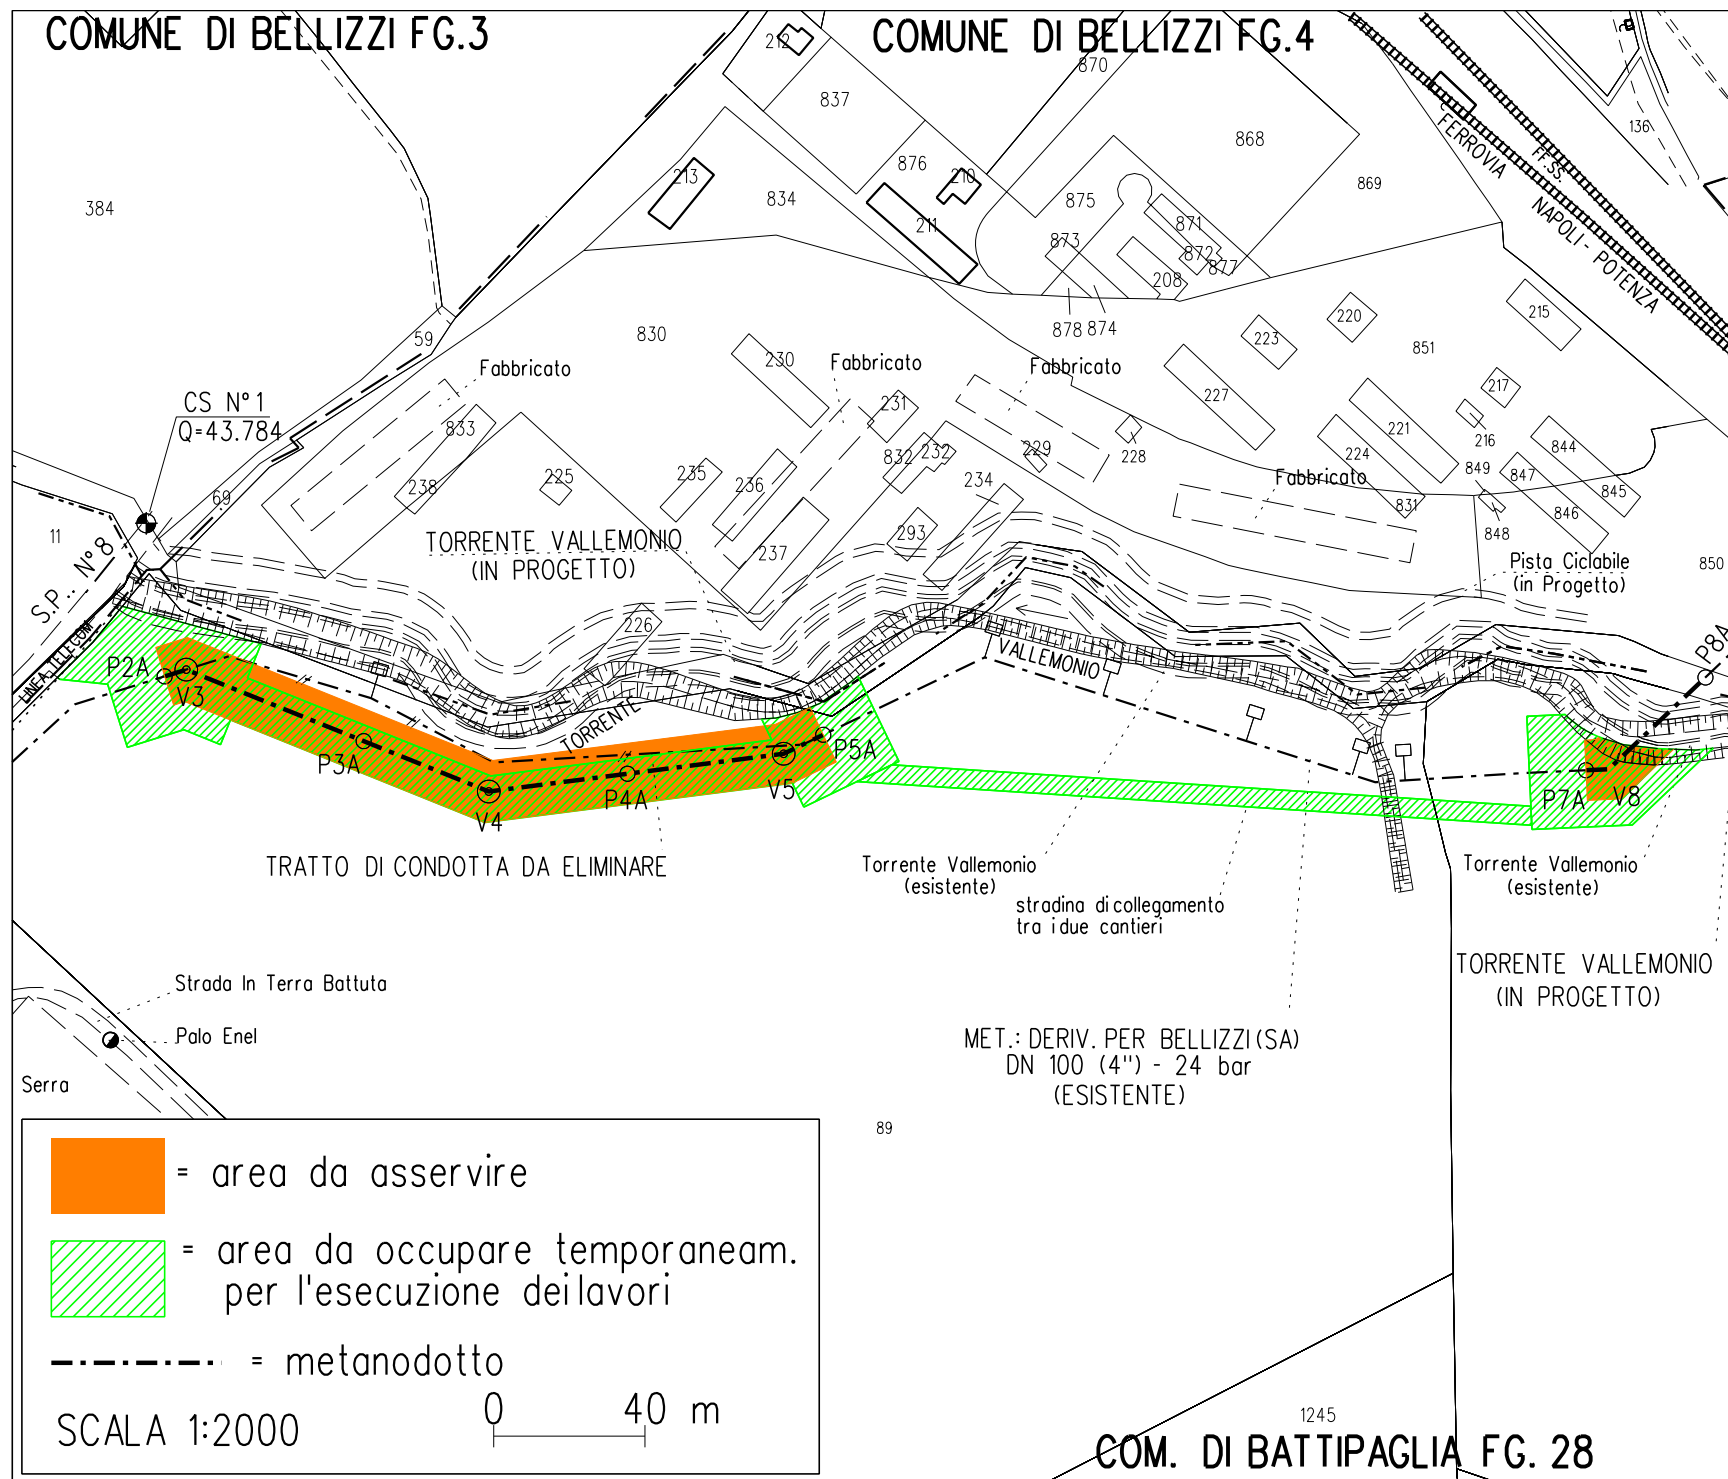 COMUNE DI BELLIZZI FG.3
COMUNE DI BELLIZZI FG.4
212
870
837
136
868
876
FERROVIA
FF.SS.
213
210
869
834
875
NAPOLI - POTENZA
384
211
871
873
872
877
208
215
220
878
874
830
59
223
851
230
Fabbricato
Fabbricato
Fabbricato
217
CS N° 1
Q=43.784
227
231
833
221
216
229
228
844
832
232
224
235
225
236
234
849
847
Fabbricato
238
69
845
831
846
11
293
848
TORRENTE VALLEMONIO
(IN PROGETTO)
237
S.P.. N° 8
Pista Ciclabile
(in Progetto)
850
226
LINEA TELECOM
VALLEMONIO
P8A
P2A
V3
TORRENTE
P3A
P5A
V5
P4A
V4
P7A
V8
TRATTO DI CONDOTTA DA ELIMINARE
Torrente Vallemonio
(esistente)
Torrente Vallemonio
(esistente)
stradina di collegamento
tra i due cantieri
TORRENTE VALLEMONIO
(IN PROGETTO)
Strada In Terra Battuta
Palo Enel
MET.: DERIV. PER BELLIZZI (SA)
DN 100 (4") - 24 bar
(ESISTENTE)
Serra
89
= area da asservire
= area da occupare temporaneam.
per l'esecuzione dei lavori
= metanodotto
0 40 m
SCALA 1:2000
1245
COM. DI BATTIPAGLIA FG. 28